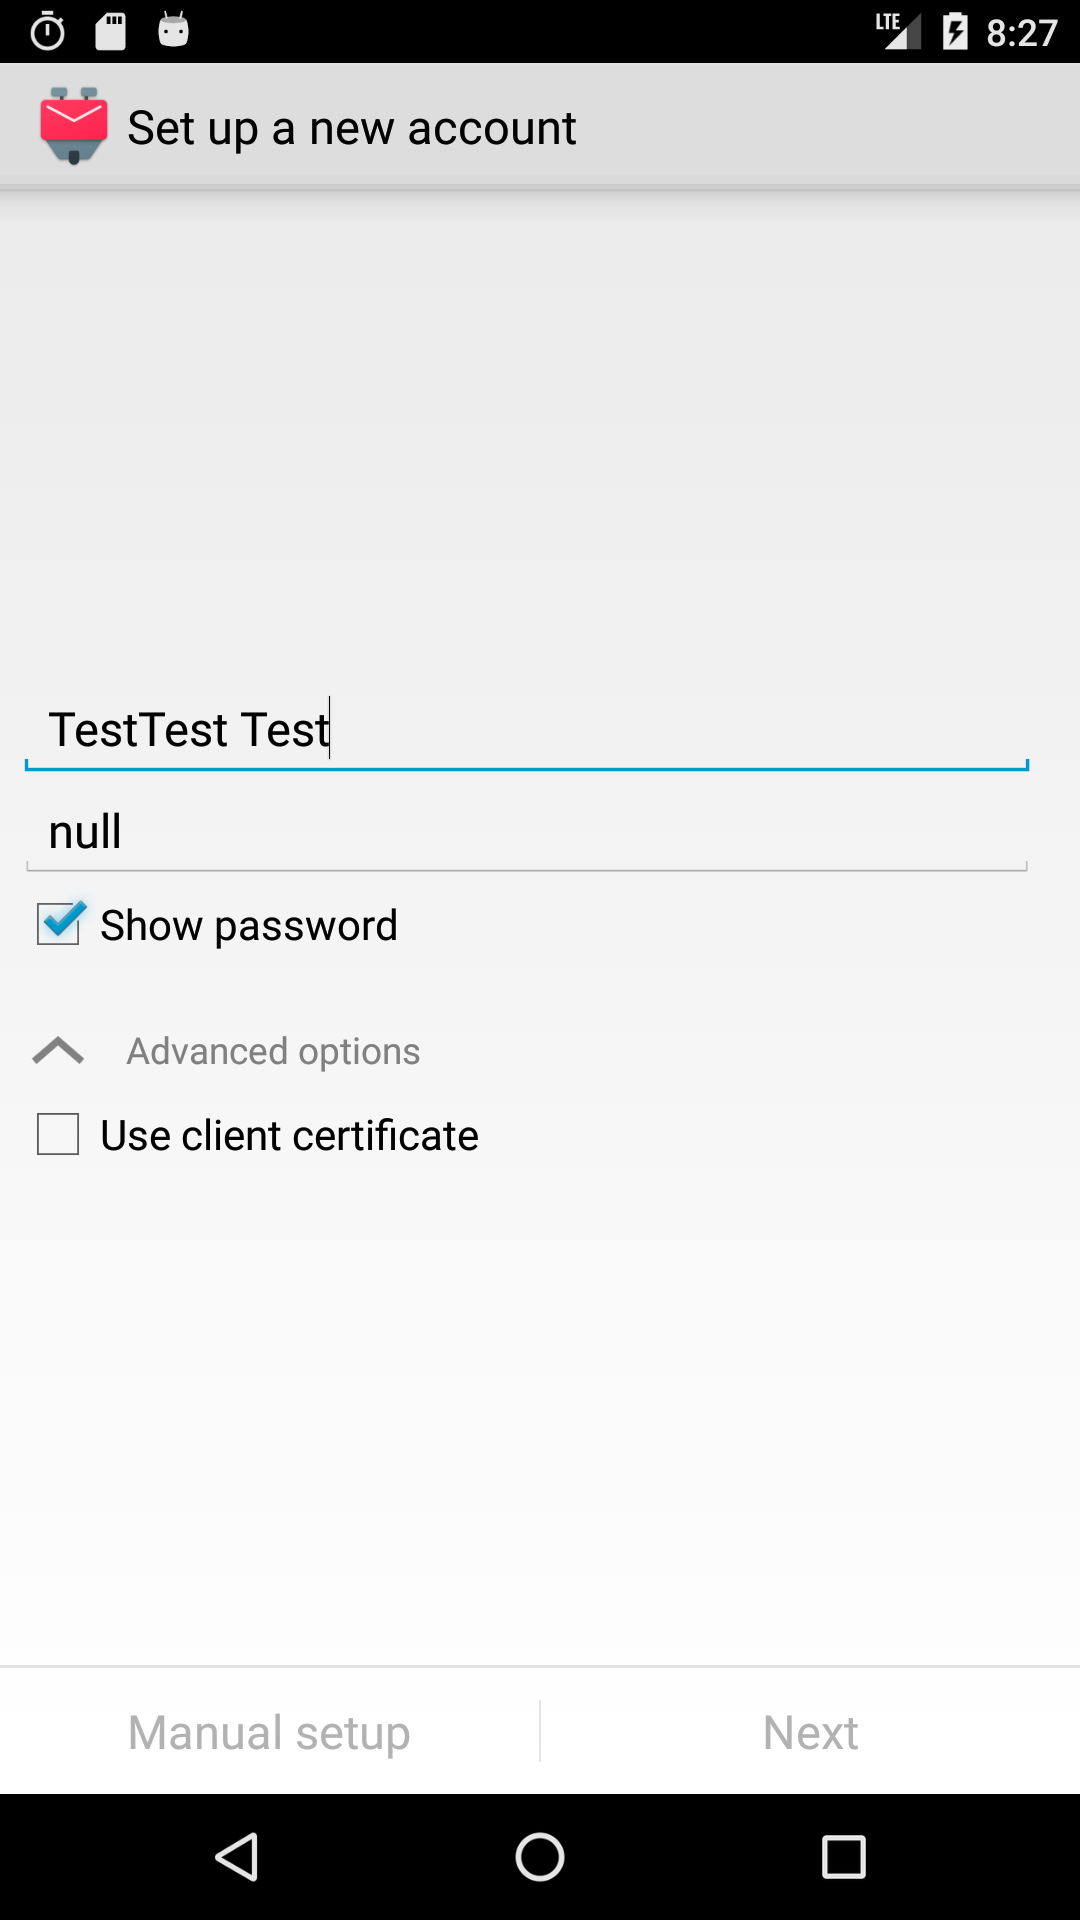 LTE 8:27
Set up a new account
TestTest Test
null
Show password
Advanced options
Use client certificate
Manual setup Next